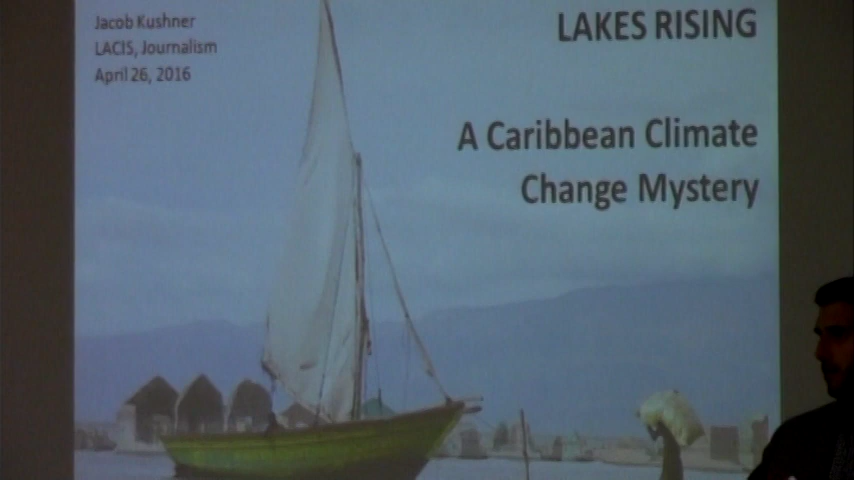 Jacob Kushner
LACIS, Journalism
April 26, 2016
LAKES RISING
A Caribbean Climate
Change Mystery